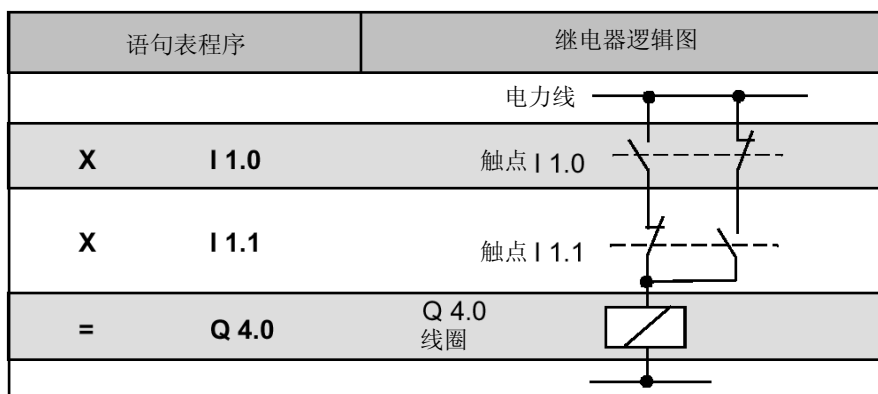 语句表程序 继电器逻辑图
电力线
X I 1.0 触点 I 1.0
X I 1.1 触点 I 1.1
= Q 4.0 Q 4.0
线圈